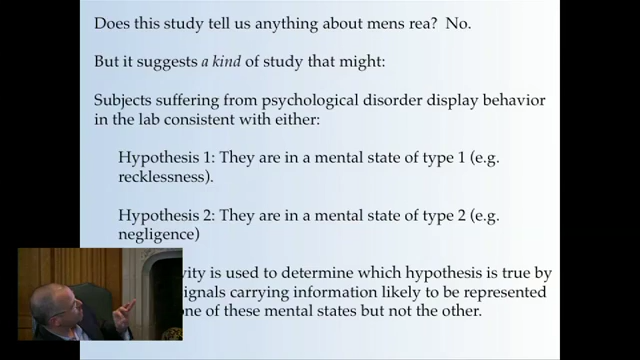 Does this study tell us anything about mens rea? No.
But it suggests a kind of study that might:
Subjects suffering from psychological disorder display behavior
in the lab consistent with either:
Hypothesis 1: They are in a mental state of type 1 (e.g.
recklessness).
Hypothesis 2: They are in a mental state of type 2 (e.g.
negligence)
is used to determine which hypothesis is true by
carrying information likely to be represented
of these mental states but not the other.